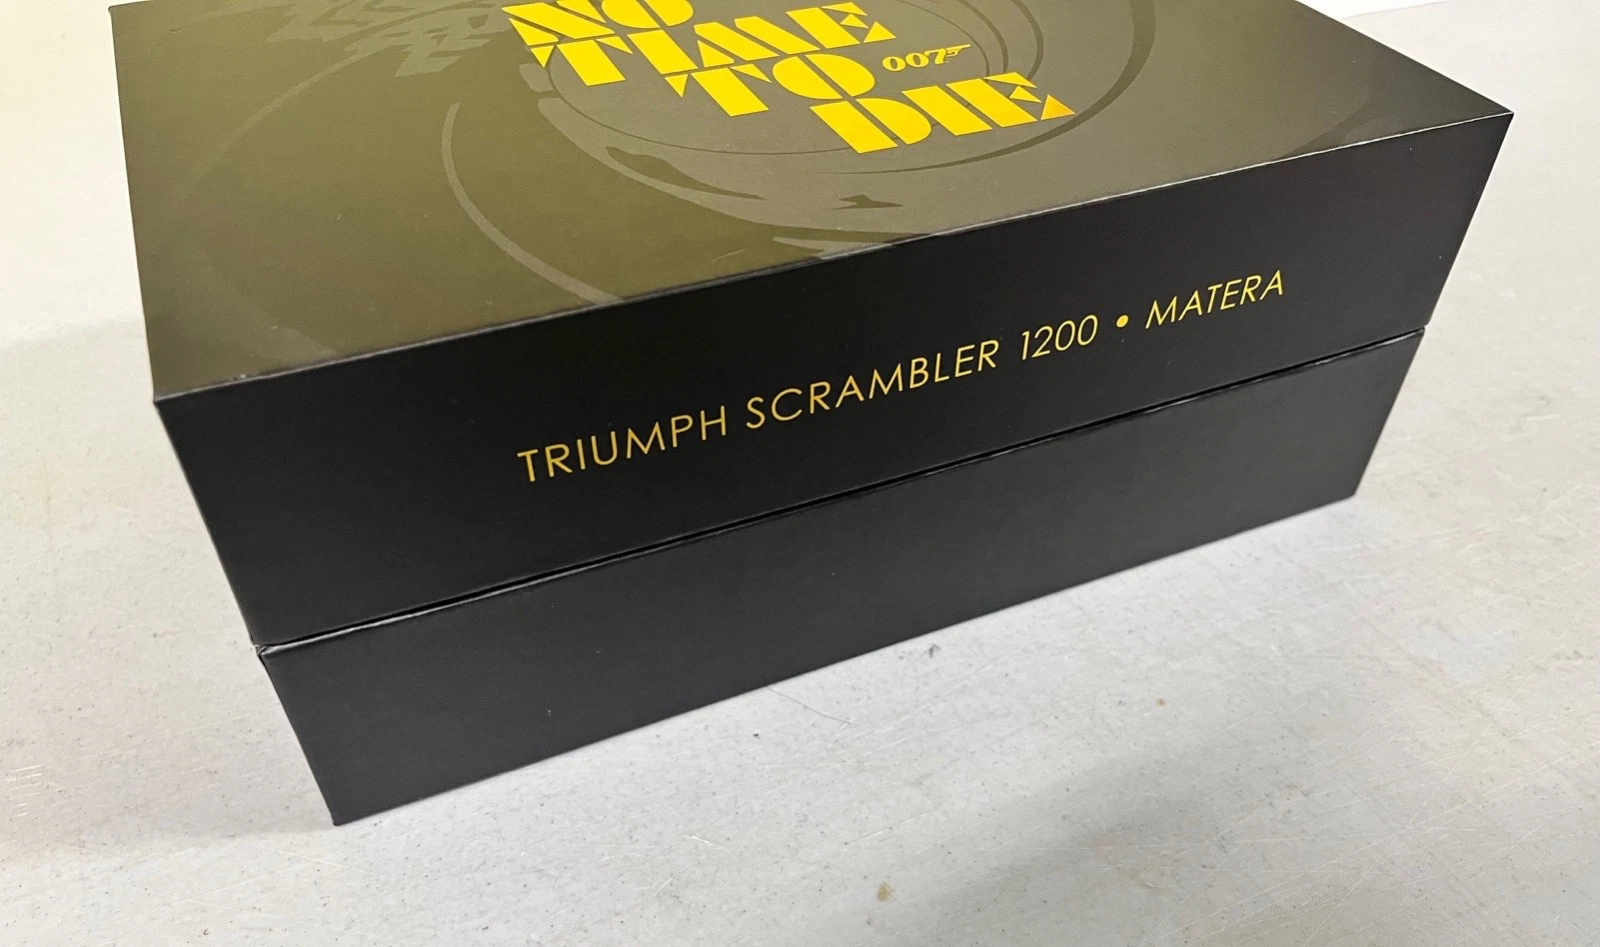 NO
TIME
TO 007
DIE
TRIUMPH SCRAMBLER 1200 • MATERA